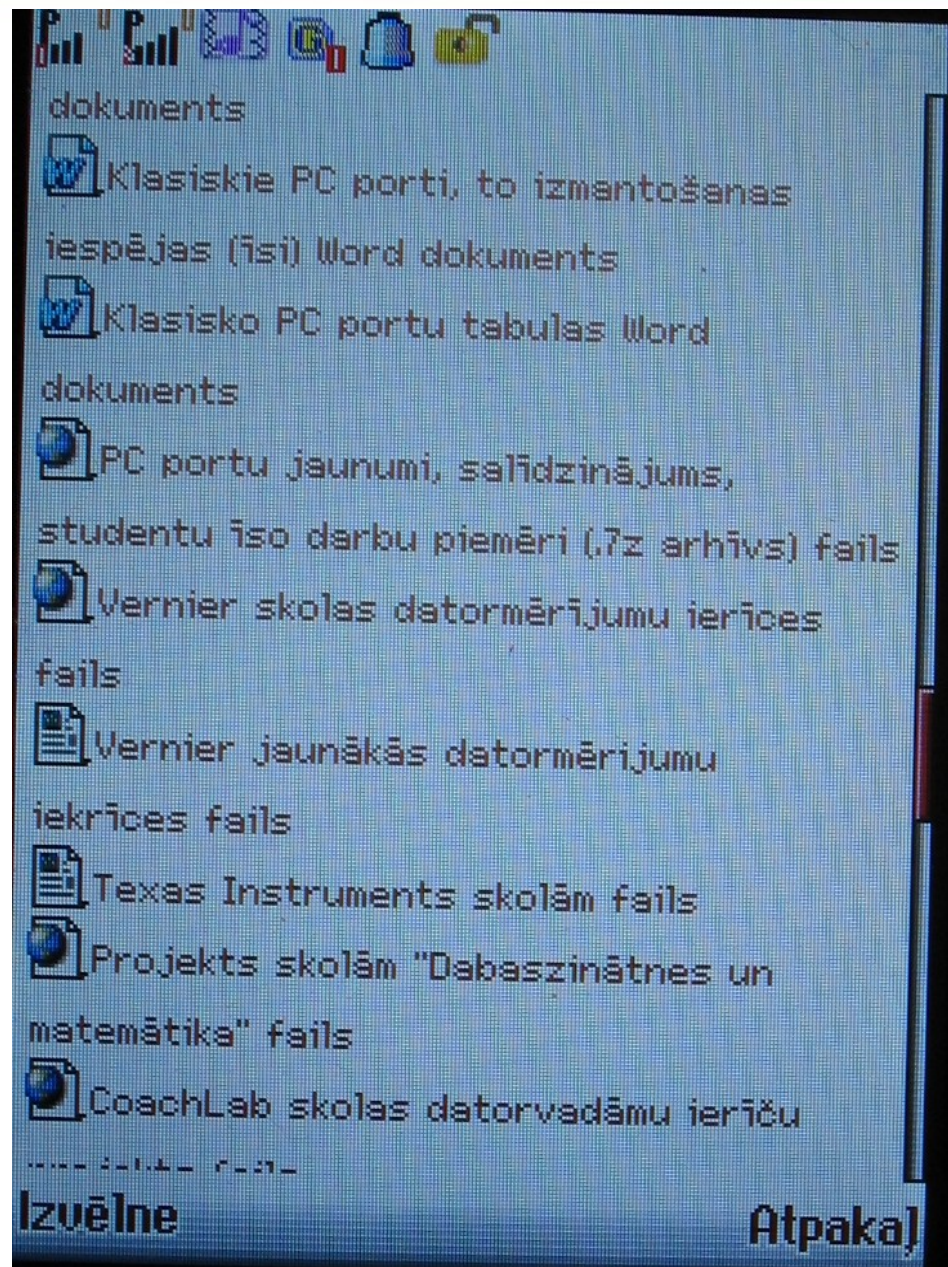 dokuments
Klasiskie PC porti, to izmantošanas
iespējas (īsi) Word dokuments
Klasisko PC portu tabulas Word
dokuments
PC portu jaunumi, salīdzinājums,
studentu īso darbu piemēri (.7z arhīvs) fails
Vernier skolas datormērījumu ierīces
fails
Vernier jaunākās datormērijumu
iekrīces fails
Texas Instruments skolām fails
Projekts skolām "Dabaszinātnes un
matemātika" fails
CoachLab skolas datorvadāmu ierīču
Izvēlne
Atpakaļ